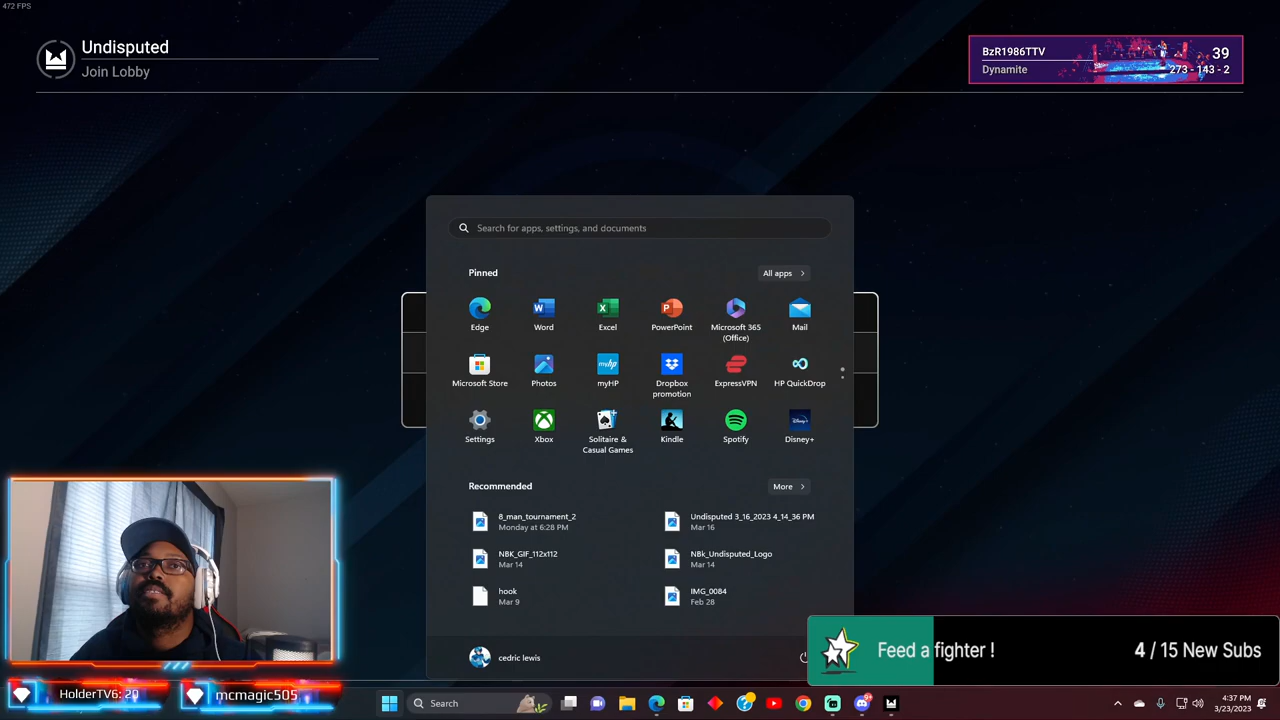 472 FPS
Undisputed
Join Lobby
BzR1986TTV
39
Dynamite
273 - 143 - 2
Search for apps, settings, and documents
Pinned
All apps
Edge
Word
Excel
PowerPoint
Microsoft 365
(Office)
Mail
Microsoft Store
Photos
myHP
Dropbox
promotion
ExpressVPN
HP QuickDrop
Settings
Xbox
Solitaire &
Casual Games
Kindle
Spotify
Disney+
Recommended
More
8_man_tournament_2
Monday at 6:28 PM
Undisputed 3_16_2023 4_14_36 PM
Mar 16
NBK_GIF_112x112
Mar 14
NBK_Undisputed_Logo
Mar 14
hook
Mar 9
IMG_0084
Feb 28
cedric lewis
Feed a fighter !
4 / 15 New Subs
HolderTV6: 20
mcmagic505
Search
4:37 PM
3/23/2023